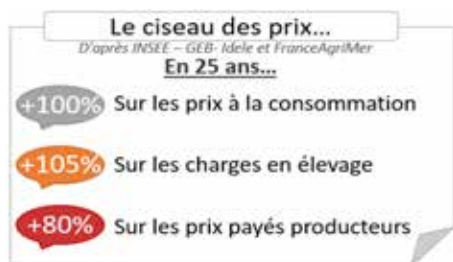 Le ciseau des prix...
D'après INSEE – GEB- Idele et FranceAgriMer
En 25 ans...
+100% Sur les prix à la consommation
+105% Sur les charges en élevage
+80% Sur les prix payés producteurs